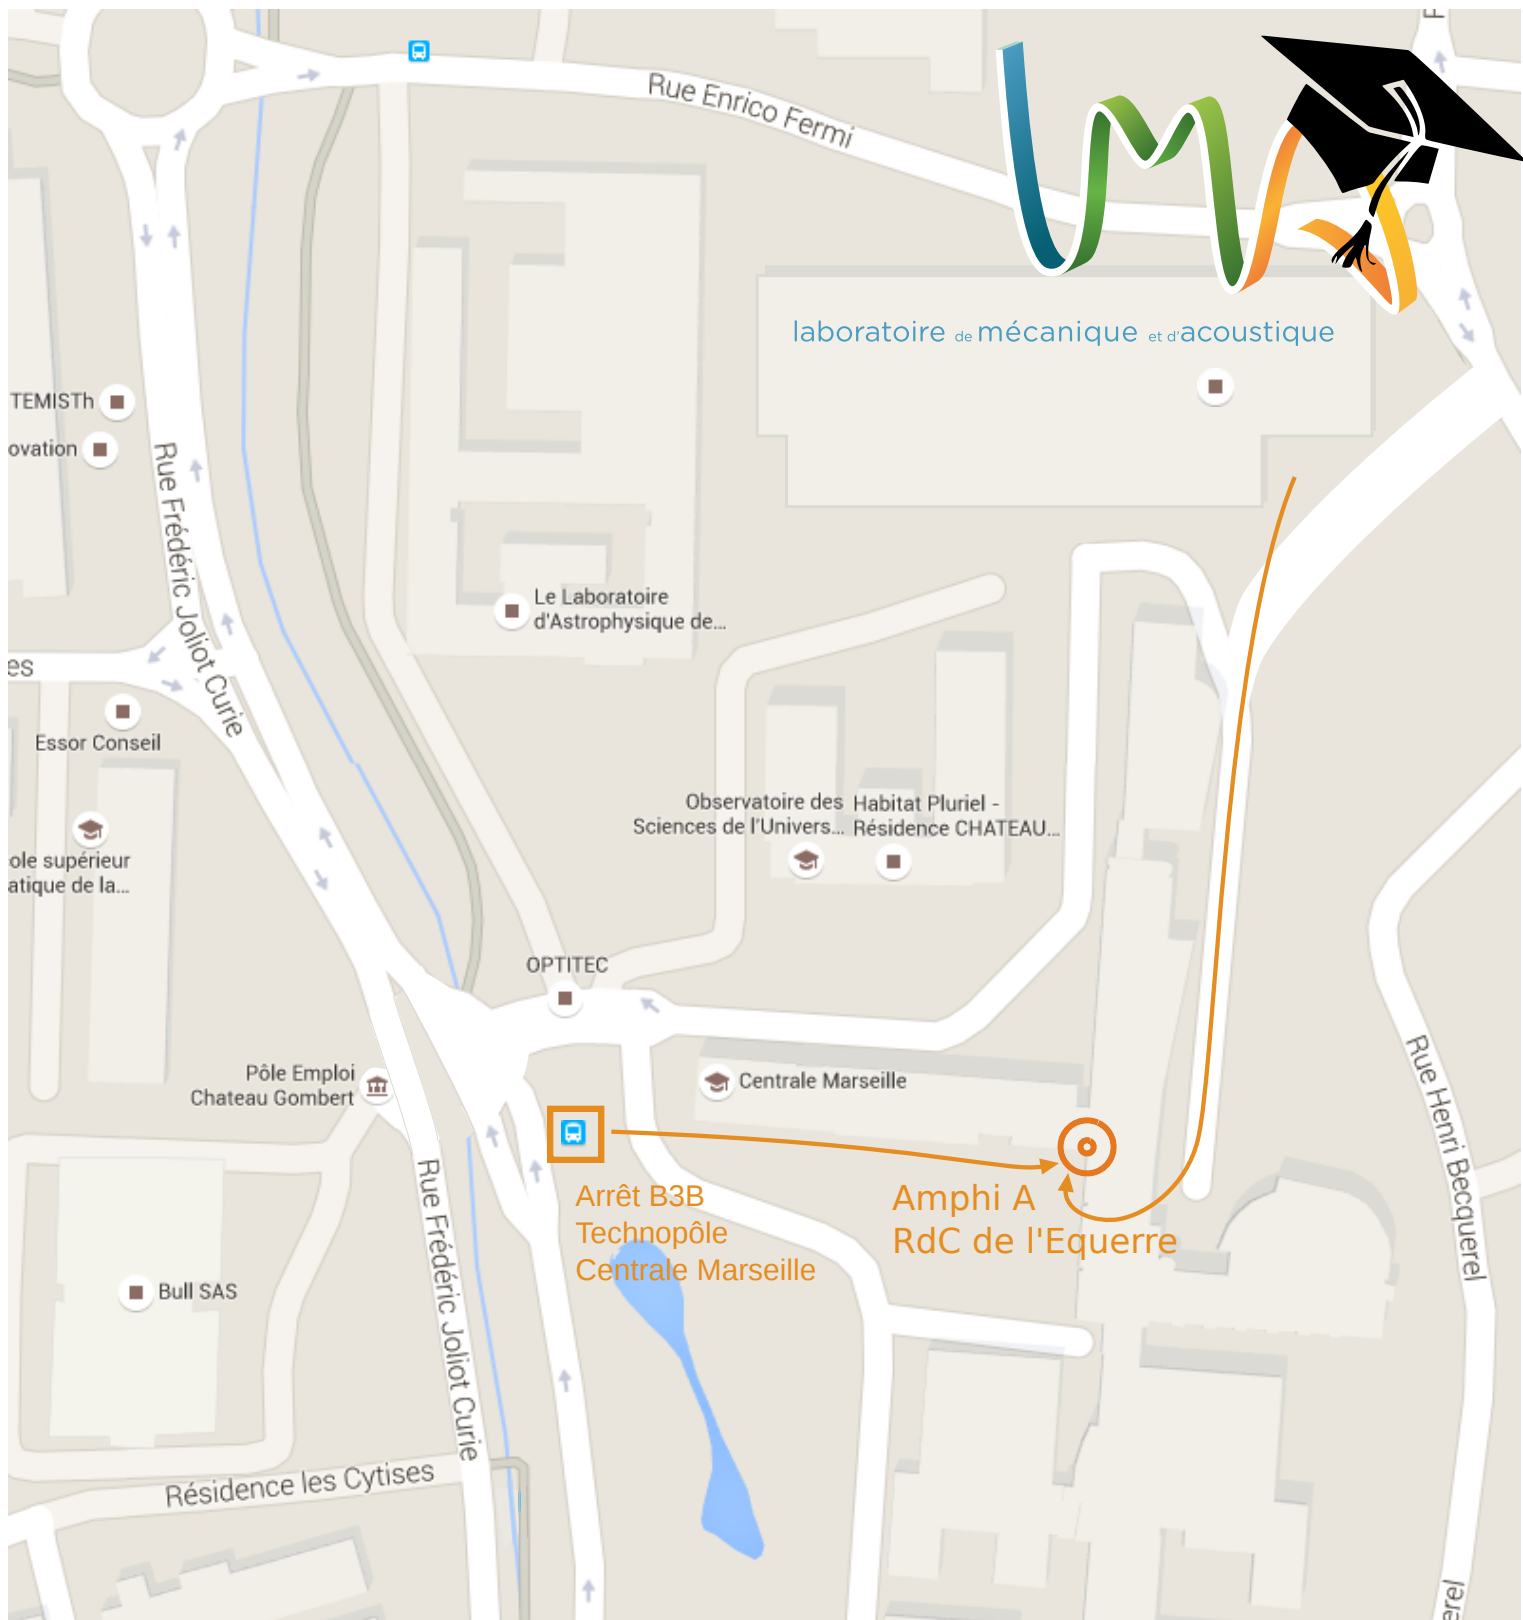 Rue Enrico Fermi
LMA
laboratoire de mécanique et d'acoustique
TEMISTh
ovation
Rue Frédéric Joliot Curie
Le Laboratoire
d'Astrophysique de...
es
Essor Conseil
Observatoire des
Sciences de l'Univers...
Habitat Pluriel -
Résidence CHATEAU...
ole supérieur
atique de la...
OPTITEC
Pôle Emploi
Chateau Gombert
Centrale Marseille
Rue Henri Becquerel
Arrêt B3B
Technopôle
Centrale Marseille
Amphi A
RdC de l'Equerre
Rue Frédéric Joliot Curie
Bull SAS
Résidence les Cytises